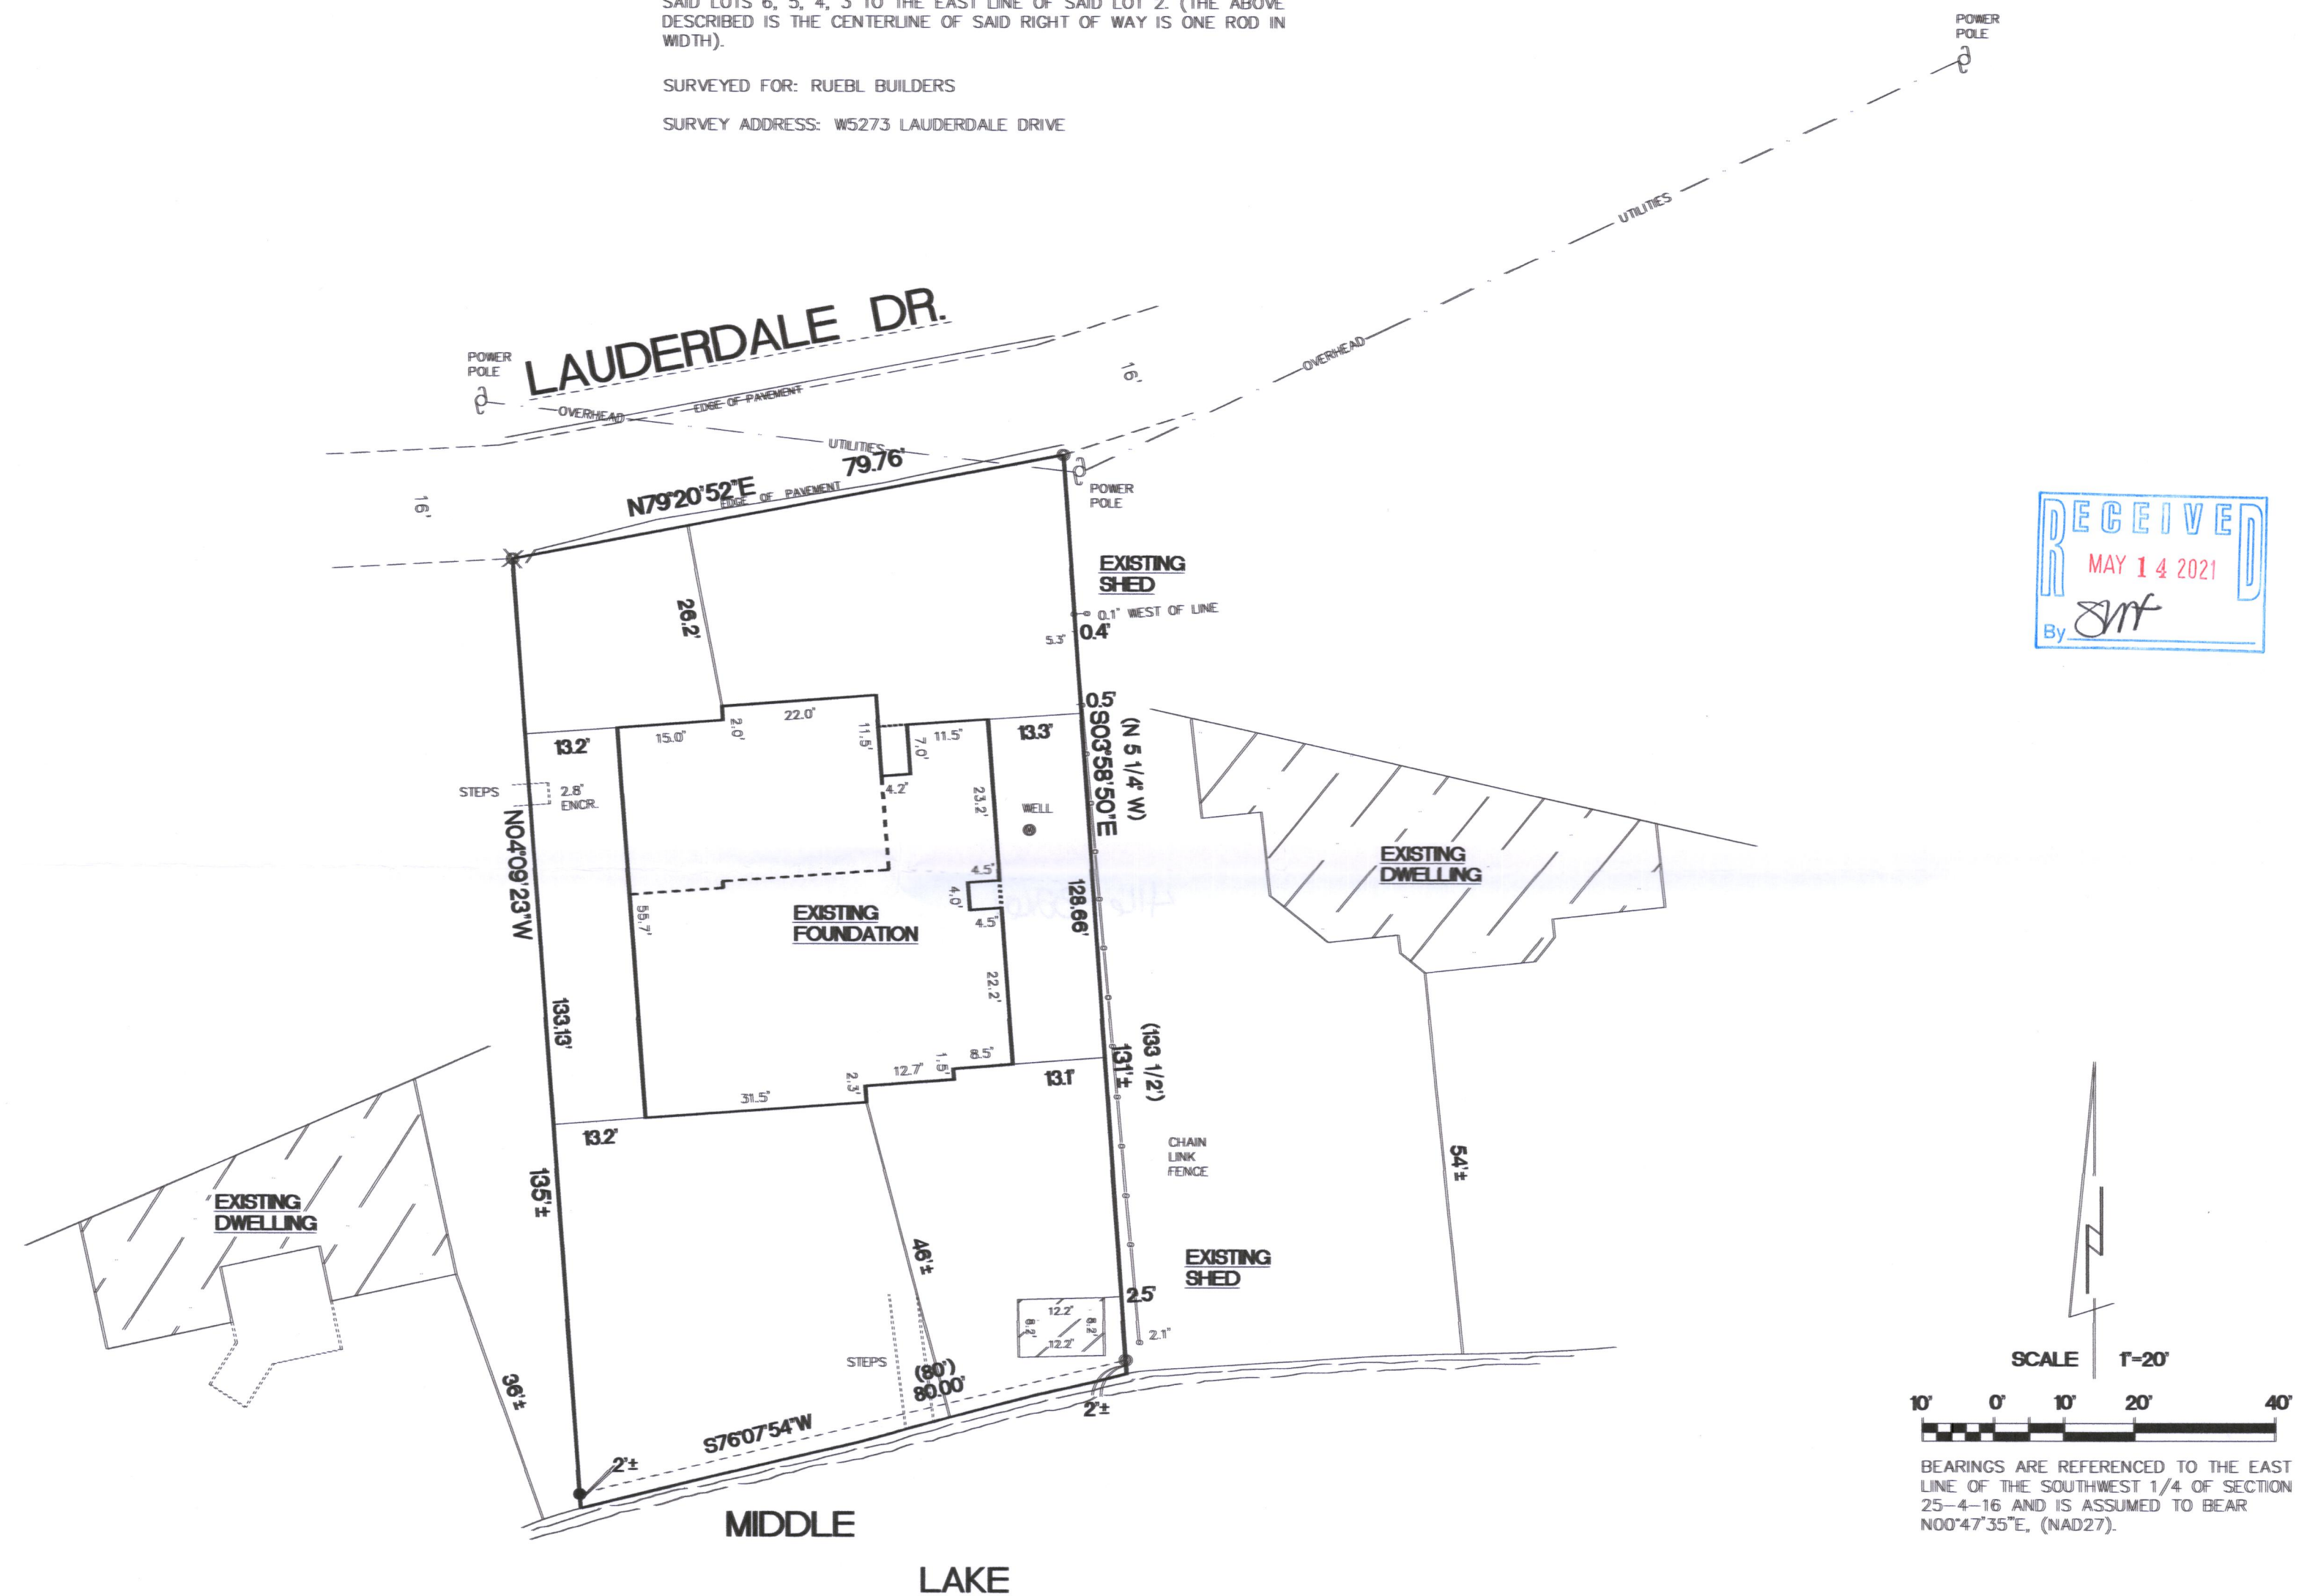 SAID LOTS 6, 5, 4, 3 TO THE EAST LINE OF SAID LOT 2. (THE ABOVE
DESCRIBED IS THE CENTERLINE OF SAID RIGHT OF WAY IS ONE ROD IN
WIDTH).
SURVEYED FOR: RUEBL BUILDERS
SURVEY ADDRESS: W5273 LAUDERDALE DRIVE
POWER
POLE
UTILITIES
OVERHEAD
LAUDERDALE DR.
POWER
POLE
OVERHEAD
EDGE OF PAVEMENT
UTILITIES
16'
16'
N79°20'52"E
79.76'
EDGE OF PAVEMENT
POWER
POLE
RECEIVED
MAY 14 2021
By
EXISTING
SHED
0.1' WEST OF LINE
5.3'
0.4'
0.5'
26.2'
22.0'
2.0'
15.0'
11.5'
7.0'
11.5'
4.2'
13.2'
13.3'
S03°58'50"E
(N 5 1/4° W)
STEPS
2.8'
ENCR.
23.2'
WELL
N04°09'23"W
4.5'
4.0'
4.5'
128.66'
55.7'
EXISTING
FOUNDATION
EXISTING
DWELLING
22.2'
133.13'
131'±
(133 1/2')
8.5'
1.5'
12.7'
2.3'
31.5'
13.1'
13.2'
CHAIN
LINK
FENCE
54'±
135'±
EXISTING
DWELLING
46'±
EXISTING
SHED
2.5'
12.2'
8.2'
8.2'
12.2'
2.1'
STEPS
(80')
80.00'
36'±
2'±
S76°07'54"W
2'±
MIDDLE
LAKE
N
SCALE 1"=20'
10' 0' 10' 20' 40'
BEARINGS ARE REFERENCED TO THE EAST
LINE OF THE SOUTHWEST 1/4 OF SECTION
25-4-16 AND IS ASSUMED TO BEAR
N00°47'35"E, (NAD27).